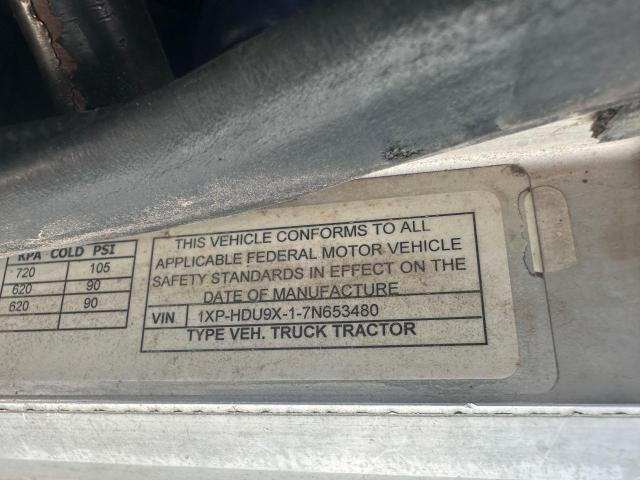 KPA COLD PSI
720 105
620 90
620 90
THIS VEHICLE CONFORMS TO ALL
APPLICABLE FEDERAL MOTOR VEHICLE
SAFETY STANDARDS IN EFFECT ON THE
DATE OF MANUFACTURE
VIN 1XP-HDU9X-1-7N653480
TYPE VEH. TRUCK TRACTOR